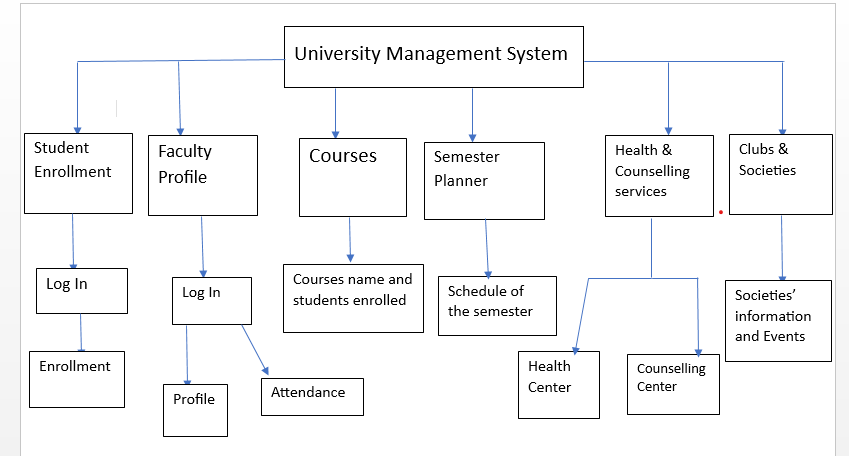 University Management System
Student
Enrollment
Faculty
Profile
Courses
Semester
Planner
Health &
Counselling
services
Clubs &
Societies
Log In
Log In
Courses name and
students enrolled
Schedule of
the semester
Societies’
information
and Events
Enrollment
Profile
Attendance
Health
Center
Counselling
Center